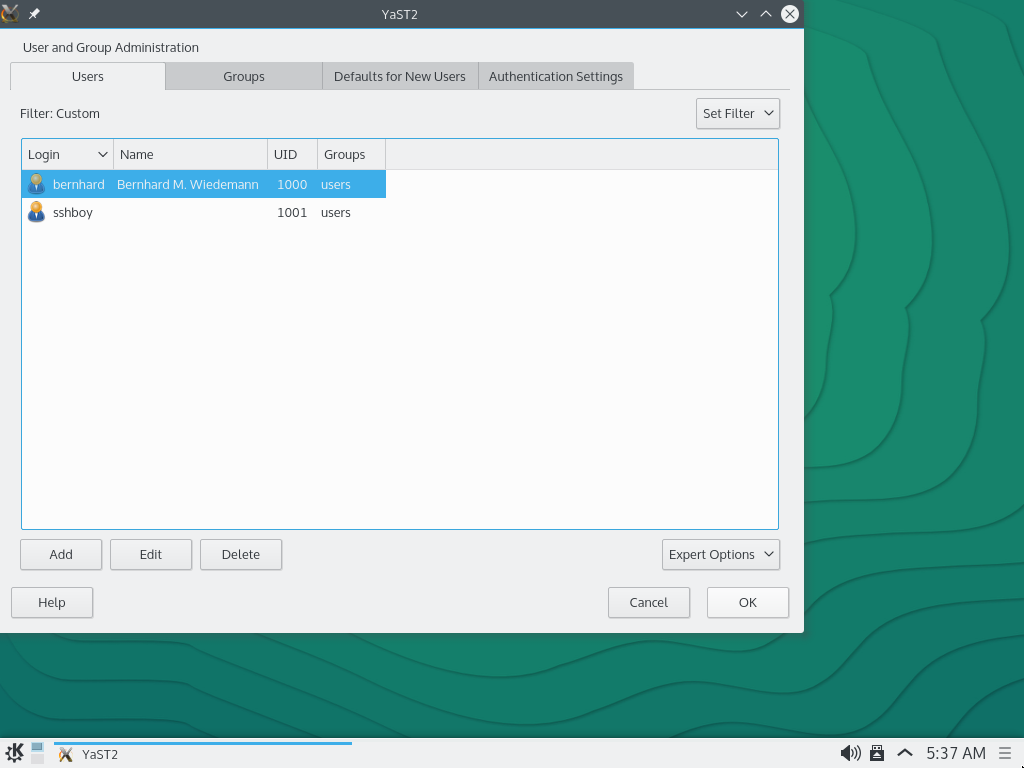 YaST2
User and Group Administration
Users Groups Defaults for New Users Authentication Settings
Filter: Custom Set Filter
Login Name UID Groups
bernhard Bernhard M. Wiedemann 1000 users
sshboy 1001 users
Add Edit Delete Expert Options
Help Cancel OK
YaST2 5:37 AM